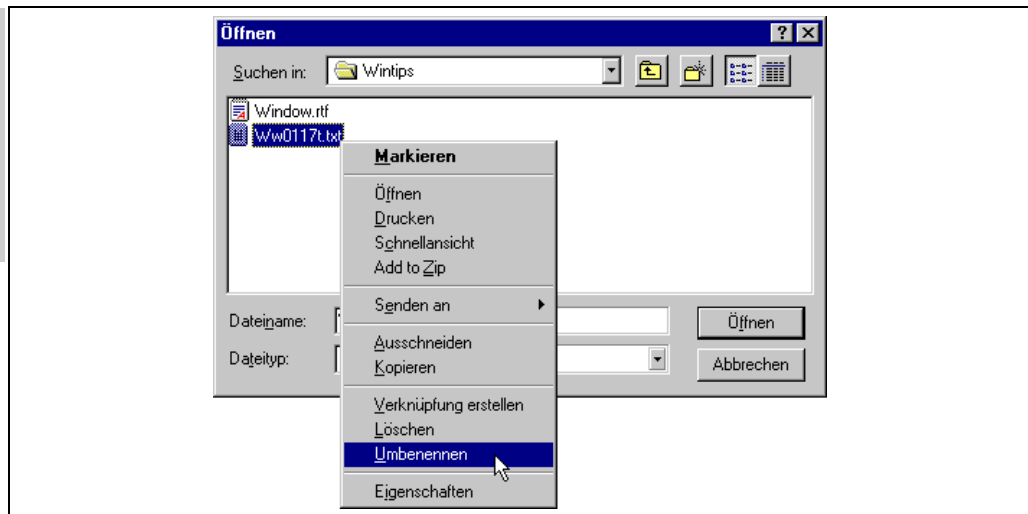 Öffnen
Suchen in: Wintips
Window.rtf
Ww0117t.txt
Markieren
Öffnen
Drucken
Schnellansicht
Add to Zip
Senden an
Ausschneiden
Kopieren
Verknüpfung erstellen
Löschen
Umbenennen
Eigenschaften
Dateiname:
Öffnen
Dateityp:
Abbrechen